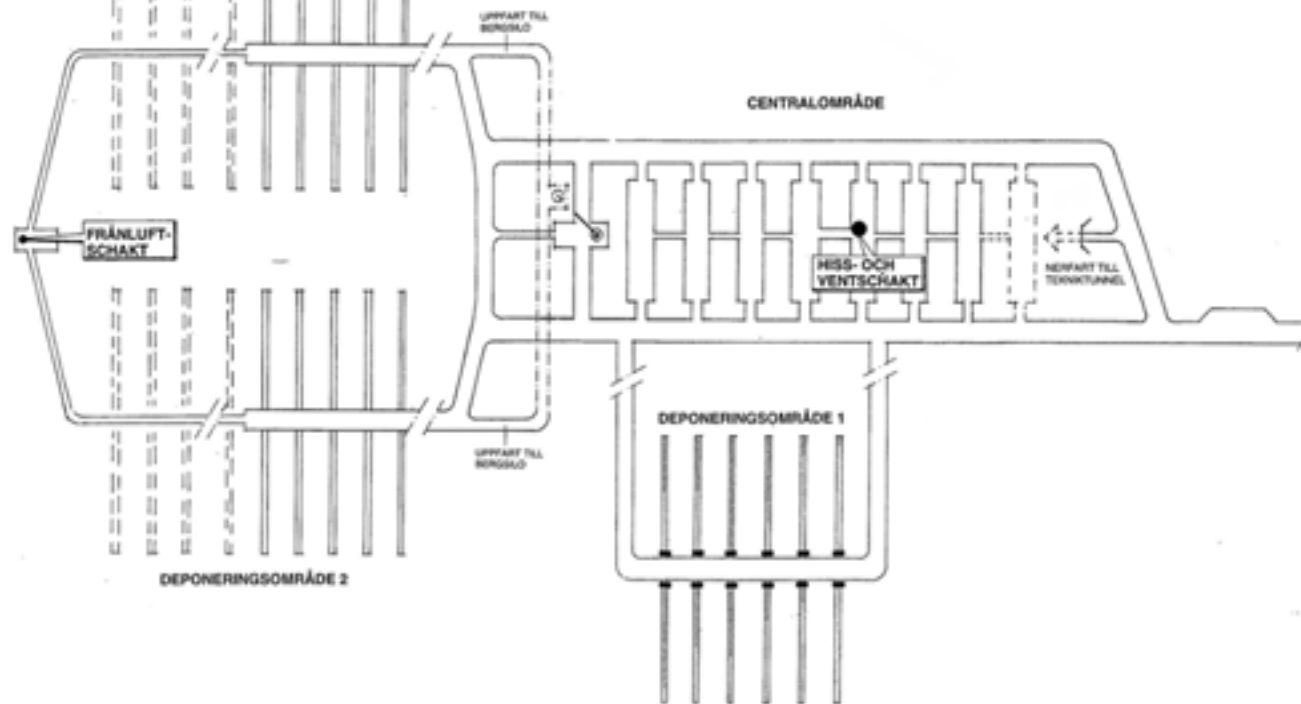 UPPFART TILL
BERGSILO
CENTRALOMRÅDE
FRÅNLUFT-
SCHAKT
HISS- OCH
VENTSCHAKT
NERFART TILL
TEKNIKTUNNEL
DEPONERINGSOMRÅDE 1
UPPFART TILL
BERGSILO
DEPONERINGSOMRÅDE 2